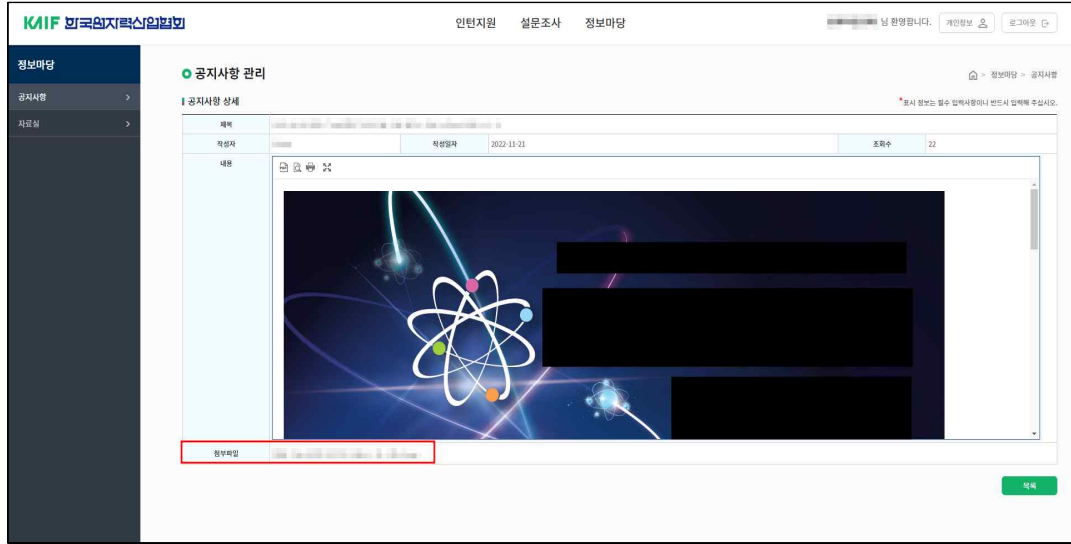 KAIF 한국원자력산업협회
인턴지원 설문조사 정보마당
님 환영합니다. 개인정보 로그아웃
정보마당
공지사항 >
자료실 >
공지사항 관리
> 정보마당 > 공지사항
공지사항 상세
*표시 정보는 필수 입력사항이니 반드시 입력해 주십시오.
제목
작성자 작성일자 2022-11-21 조회수 22
내용
첨부파일
목록